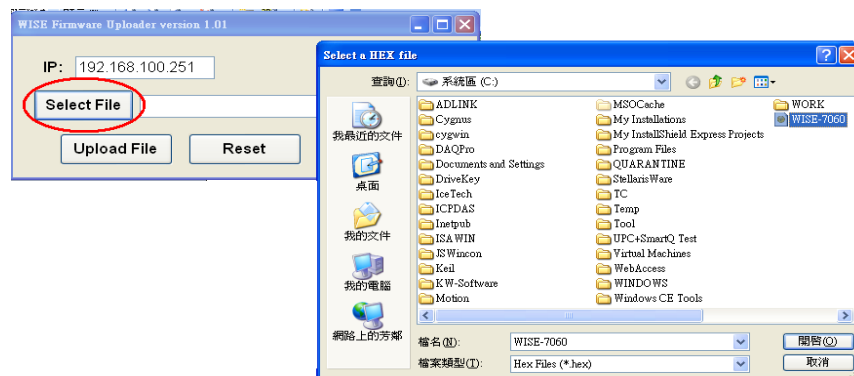 WISE Firmware Uploader version 1.01
IP: 192.168.100.251
Select File
Upload File Reset
Select a HEX file
查詢(I): 系統區 (C:)
我最近的文件
桌面
我的文件
我的電腦
網路上的芳鄰
ADLINK
Cygnus
cygwin
DAQPro
Documents and Settings
DriveKey
IceTech
ICPDAS
Inetpub
ISAWIN
JSWincon
Keil
KW-Software
Motion
MSOCache
My Installations
My InstallShield Express Projects
Program Files
QUARANTINE
StellarisWare
TC
Temp
Tool
UPC+SmartQ Test
Virtual Machines
WebAccess
WINDOWS
Windows CE Tools
WORK
WISE-7060
檔名(N): WISE-7060 開啟(O)
檔案類型(T): Hex Files (*.hex) 取消